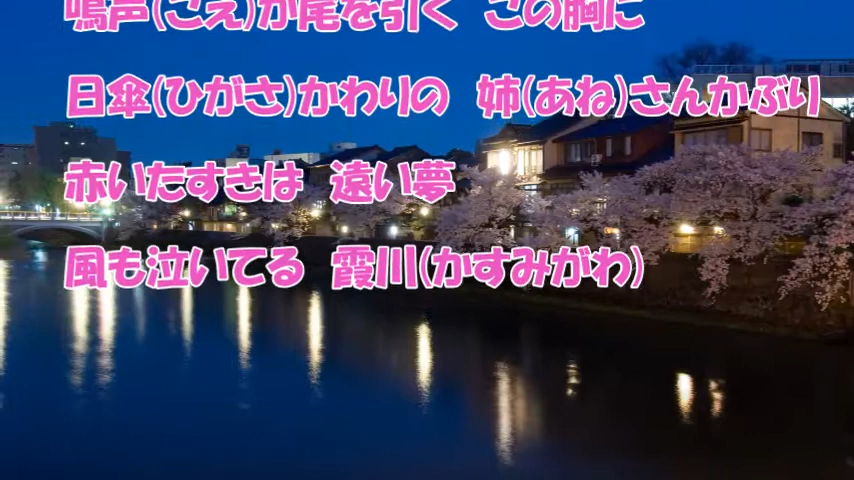 鳴声(ごえ)が尾を引く この胸に
日傘(ひがさ)かわりの 姉(あね)さんかぶり
赤いたすきは 遠い夢
風も泣いてる 霞川(かすみがわ)